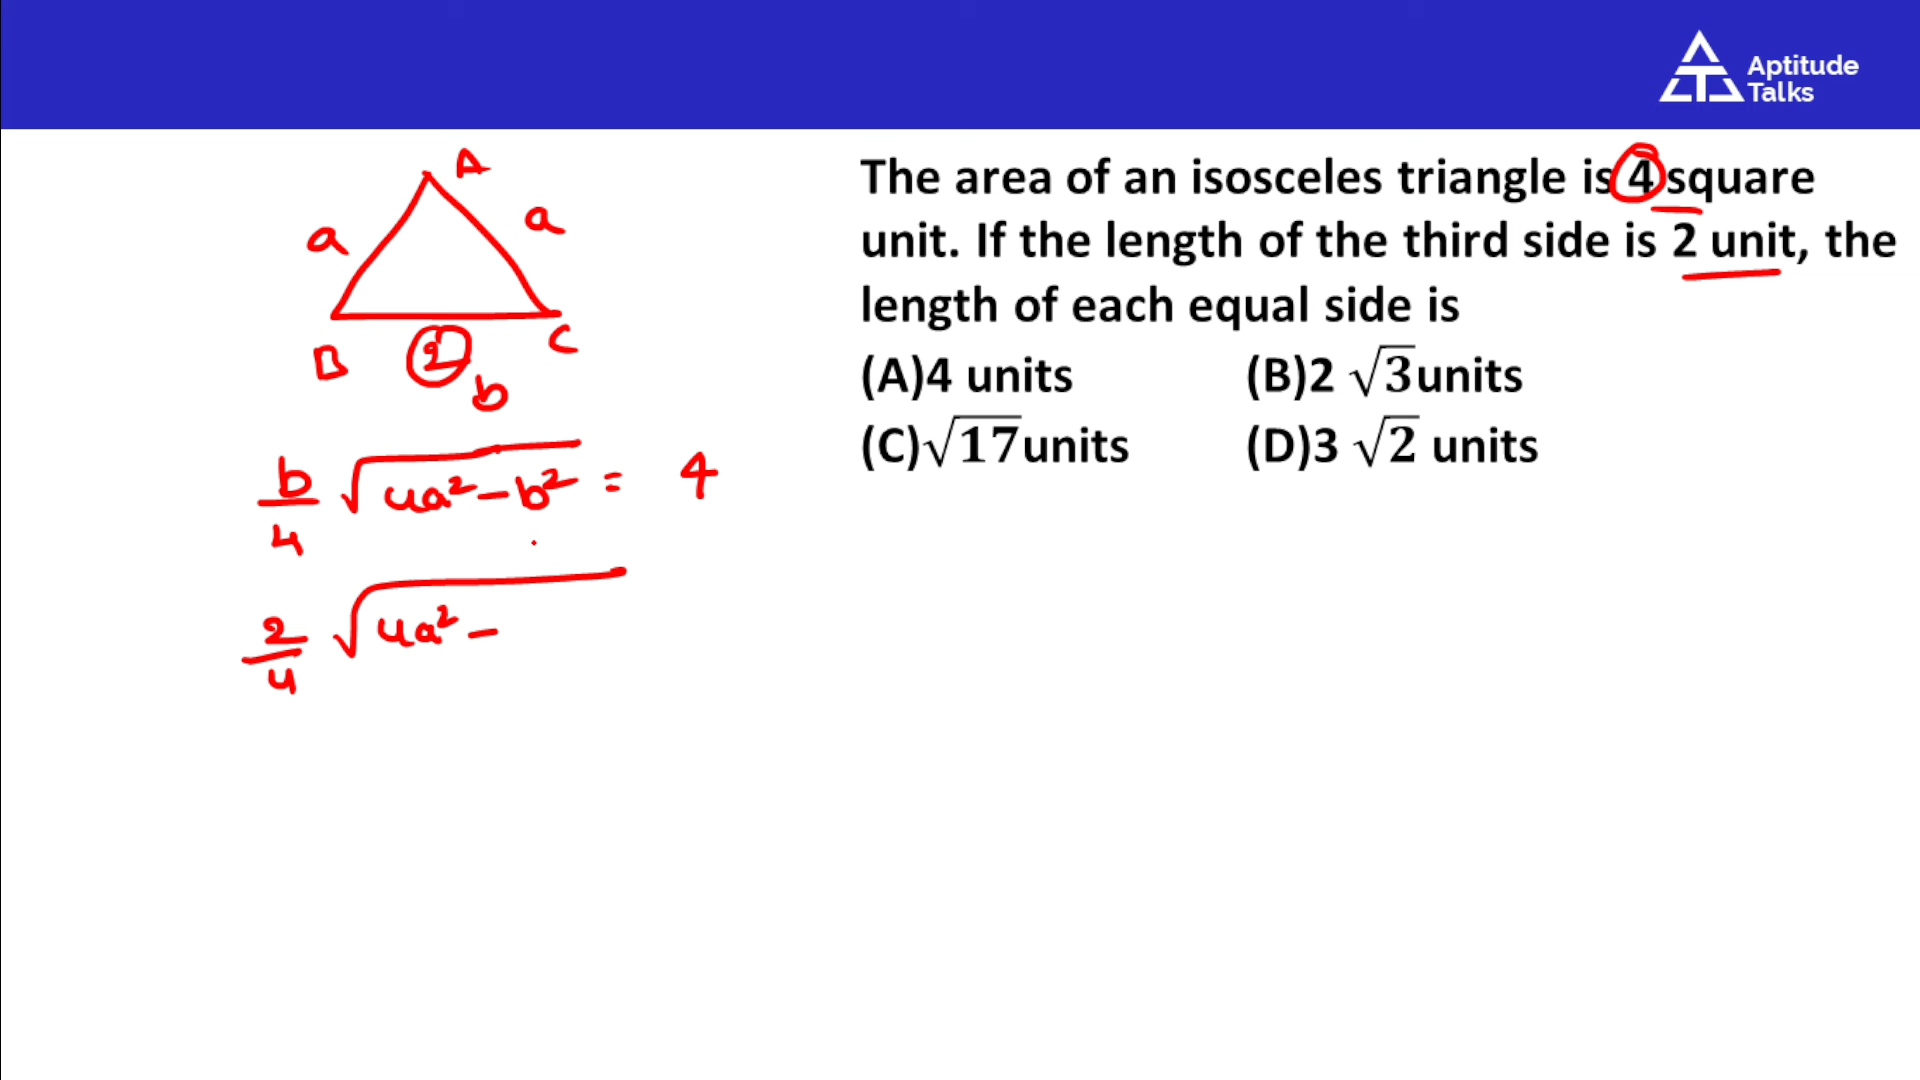 Aptitude
Talks
The area of an isosceles triangle is 4 square
unit. If the length of the third side is 2 unit, the
length of each equal side is
(A)4 units (B)2 √3units
(C)√17units (D)3 √2 units
A
a a
B 2 C
b
b/4 √(4a² - b²) = 4
2/4 √(4a² -